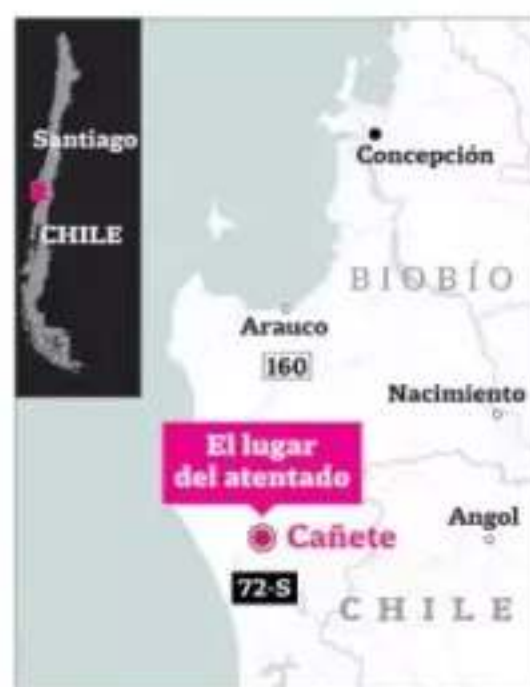 Santiago
CHILE
Concepción
BIOBÍO
Arauco
160
Nacimiento
El lugar
del atentado
Cañete
Angol
72-S
CHILE